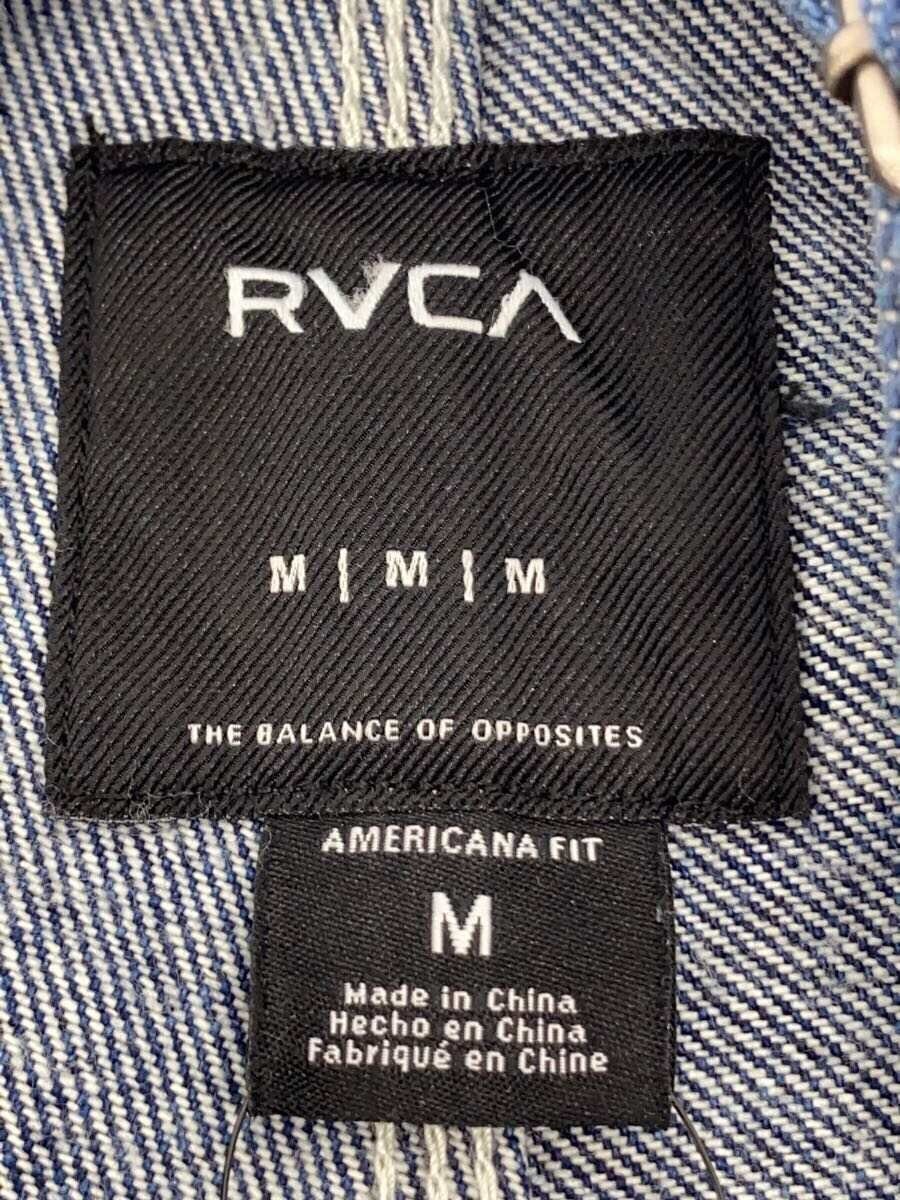 RVCA
M | M | M
THE BALANCE OF OPPOSITES
AMERICANA FIT
M
Made in China
Hecho en China
Fabriqué en Chine